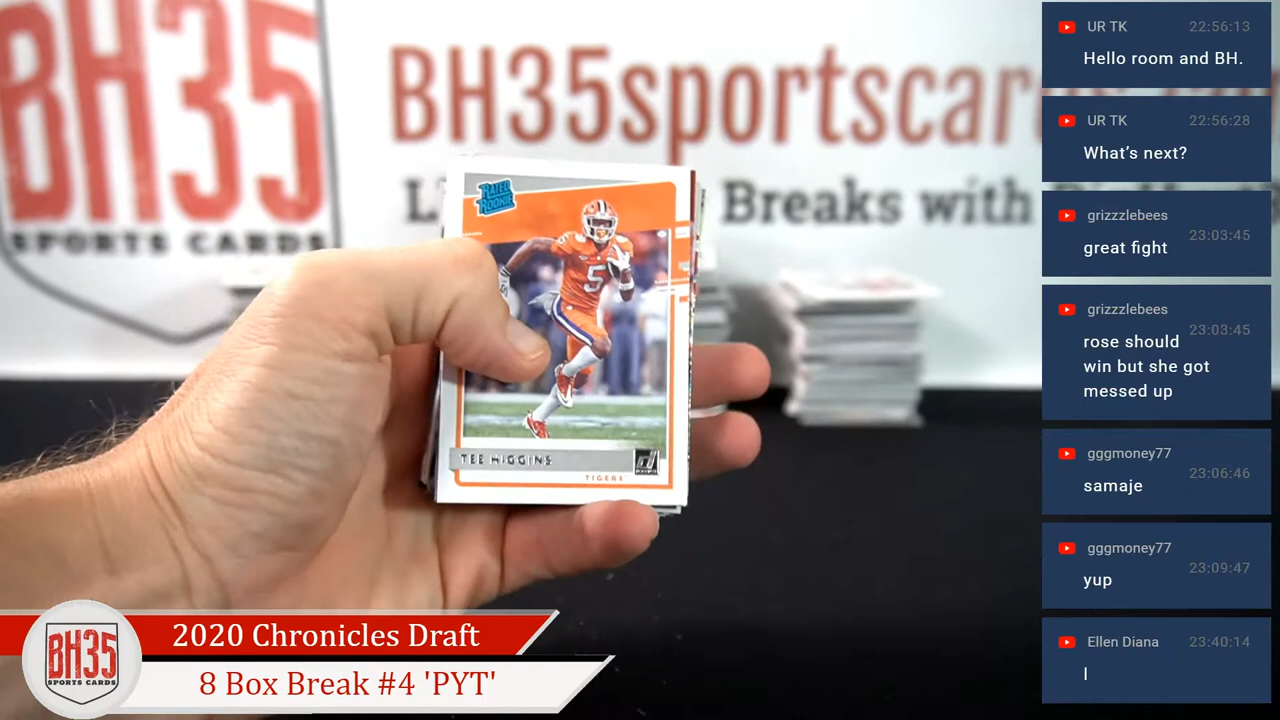 BH35
SPORTS CARDS
BH35sportscar
Breaks with
RATED
ROOKIE
5
TEE HIGGINS
TIGERS
BH35
SPORTS CARDS
2020 Chronicles Draft
8 Box Break #4 'PYT'
UR TK 22:56:13
Hello room and BH.
UR TK 22:56:28
What's next?
grizzzlebees 23:03:45
great fight
grizzzlebees 23:03:45
rose should
win but she got
messed up
gggmoney77 23:06:46
samaje
gggmoney77 23:09:47
yup
Ellen Diana 23:40:14
I